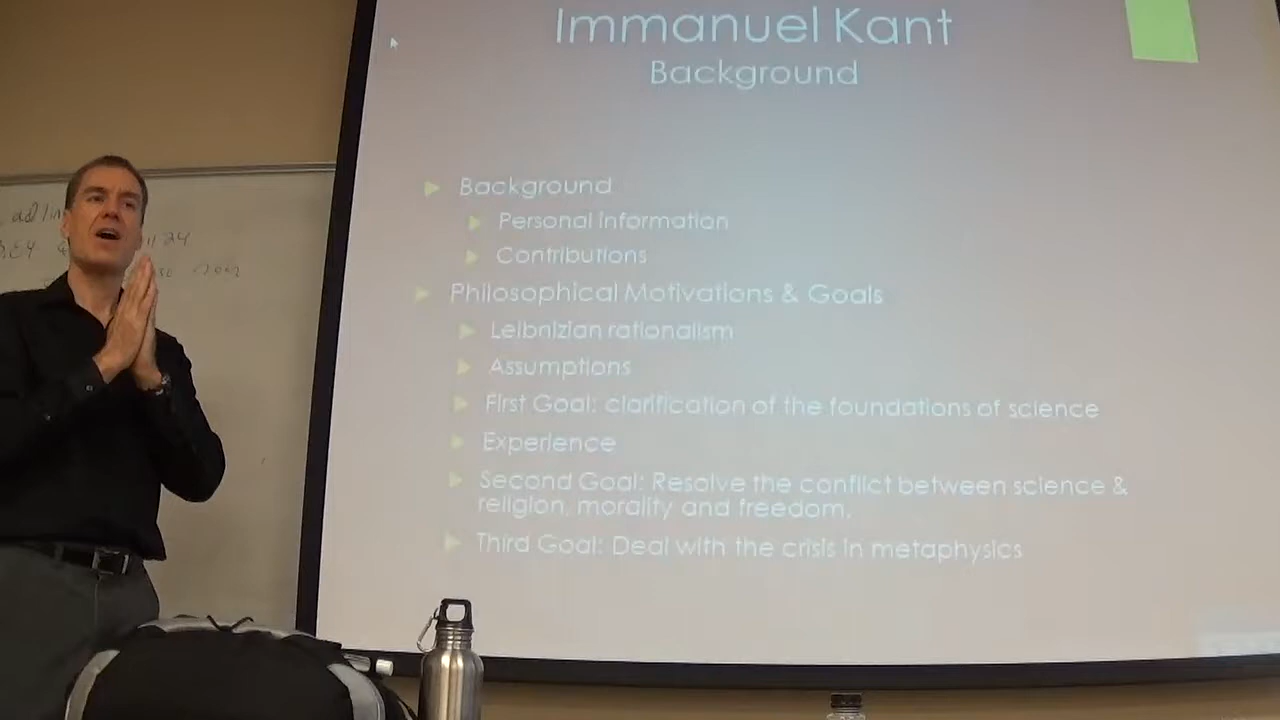 Immanuel Kant
Background
Background
Personal Information
Contributions
Philosophical Motivations & Goals
Leibnizian rationalism
Assumptions
First Goal: clarification of the foundations of science
Experience
Second Goal: Resolve the conflict between science &
religion, morality and freedom.
Third Goal: Deal with the crisis in metaphysics